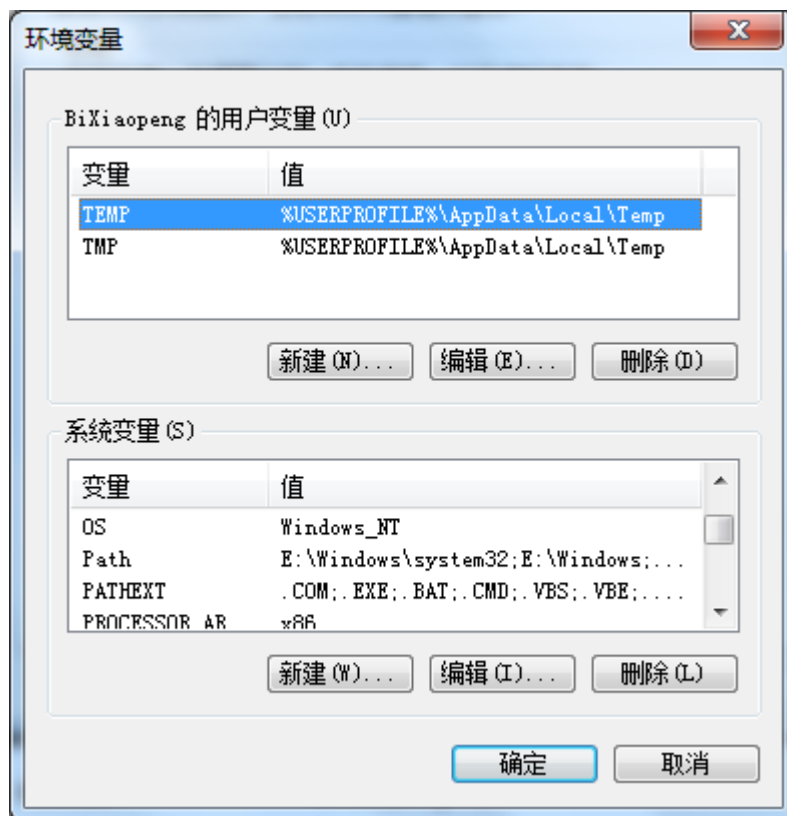 环境变量
BiXiaopeng 的用户变量(U)
变量 值
TEMP %USERPROFILE%\AppData\Local\Temp
TMP %USERPROFILE%\AppData\Local\Temp
新建(N)... 编辑(E)... 删除(D)
系统变量(S)
变量 值
OS Windows_NT
Path E:\Windows\system32;E:\Windows;...
PATHEXT .COM;.EXE;.BAT;.CMD;.VBS;.VBE;....
PROCESSOR_AR x86
新建(W)... 编辑(I)... 删除(L)
确定 取消